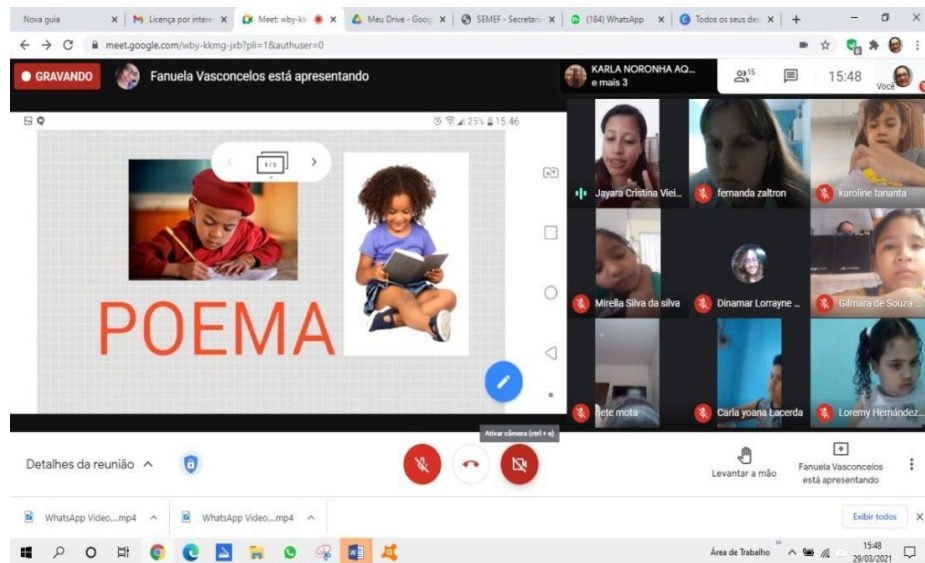 Nova guia
Licença por intere
Meet: wby-kk
Meu Drive - Goog
SEMEF - Secretari
(184) WhatsApp
Todos os seus de
meet.google.com/wby-kkmg-jxb?pli=1&authuser=0
GRAVANDO
Fanuela Vasconcelos está apresentando
KARLA NORONHA AQ...
e mais 3
15
15:48
Você
25% 15:46
1/5
POEMA
Jayara Cristina Viei...
fernanda zaltron
karoline tananta
Mirella Silva da silva
Dinamar Lorrayne ...
Gilmara de Souza ...
nete mota
Carla yoana Lacerda
Loremy Hernández...
Ativar câmera (ctrl + e)
Detalhes da reunião
Levantar a mão
Fanuela Vasconcelos
está apresentando
WhatsApp Video....mp4
WhatsApp Video....mp4
Exibir todos
Área de Trabalho
15:48
29/03/2021